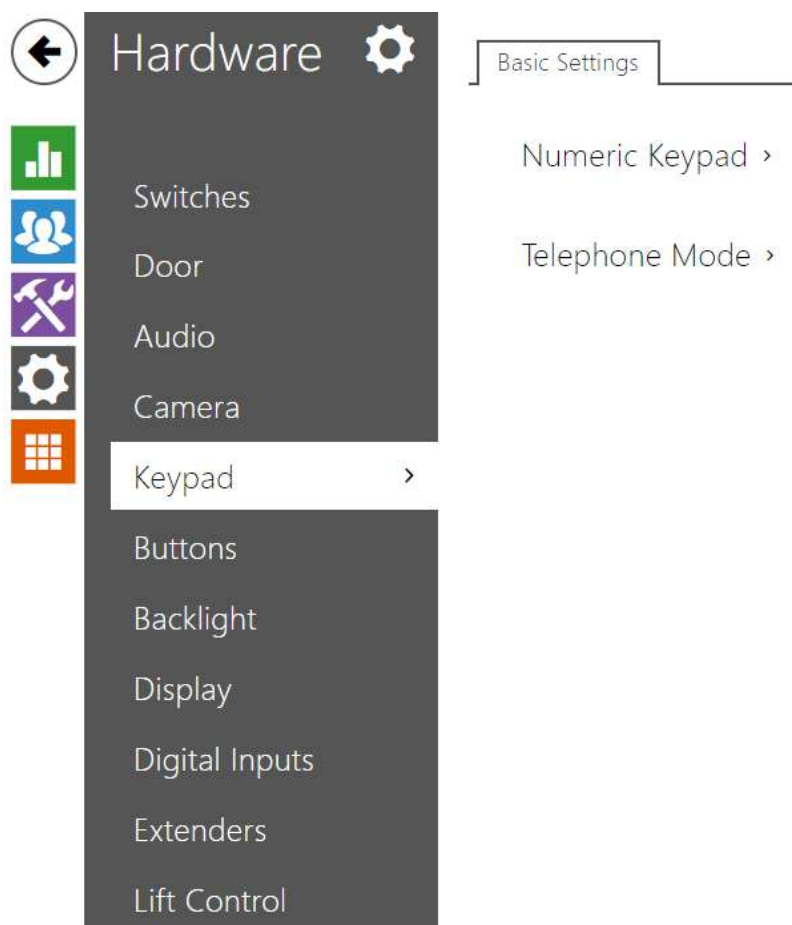 Hardware
Switches
Door
Audio
Camera
Keypad
Buttons
Backlight
Display
Digital Inputs
Extenders
Lift Control
Basic Settings
Numeric Keypad
Telephone Mode